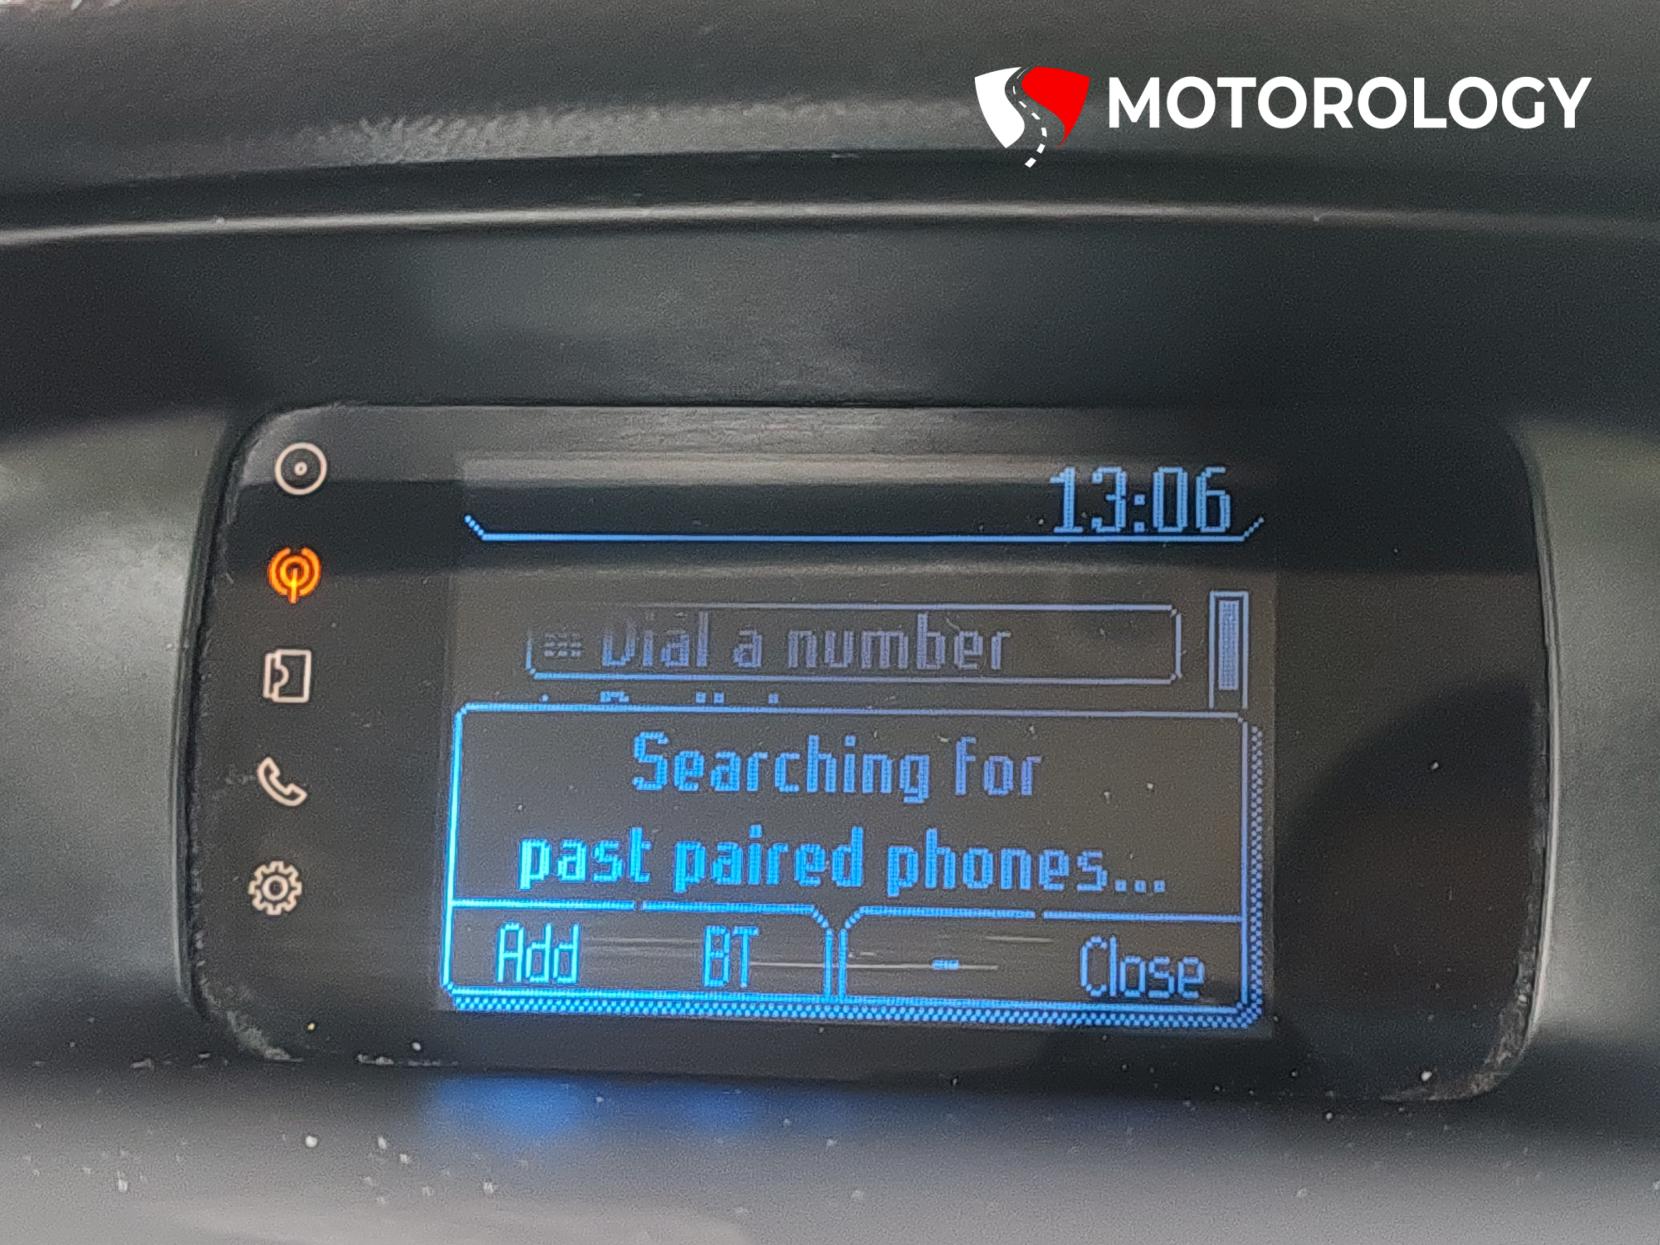 MOTOROLOGY
13:06
Dial a number
Searching for
past paired phones...
Add BT - Close